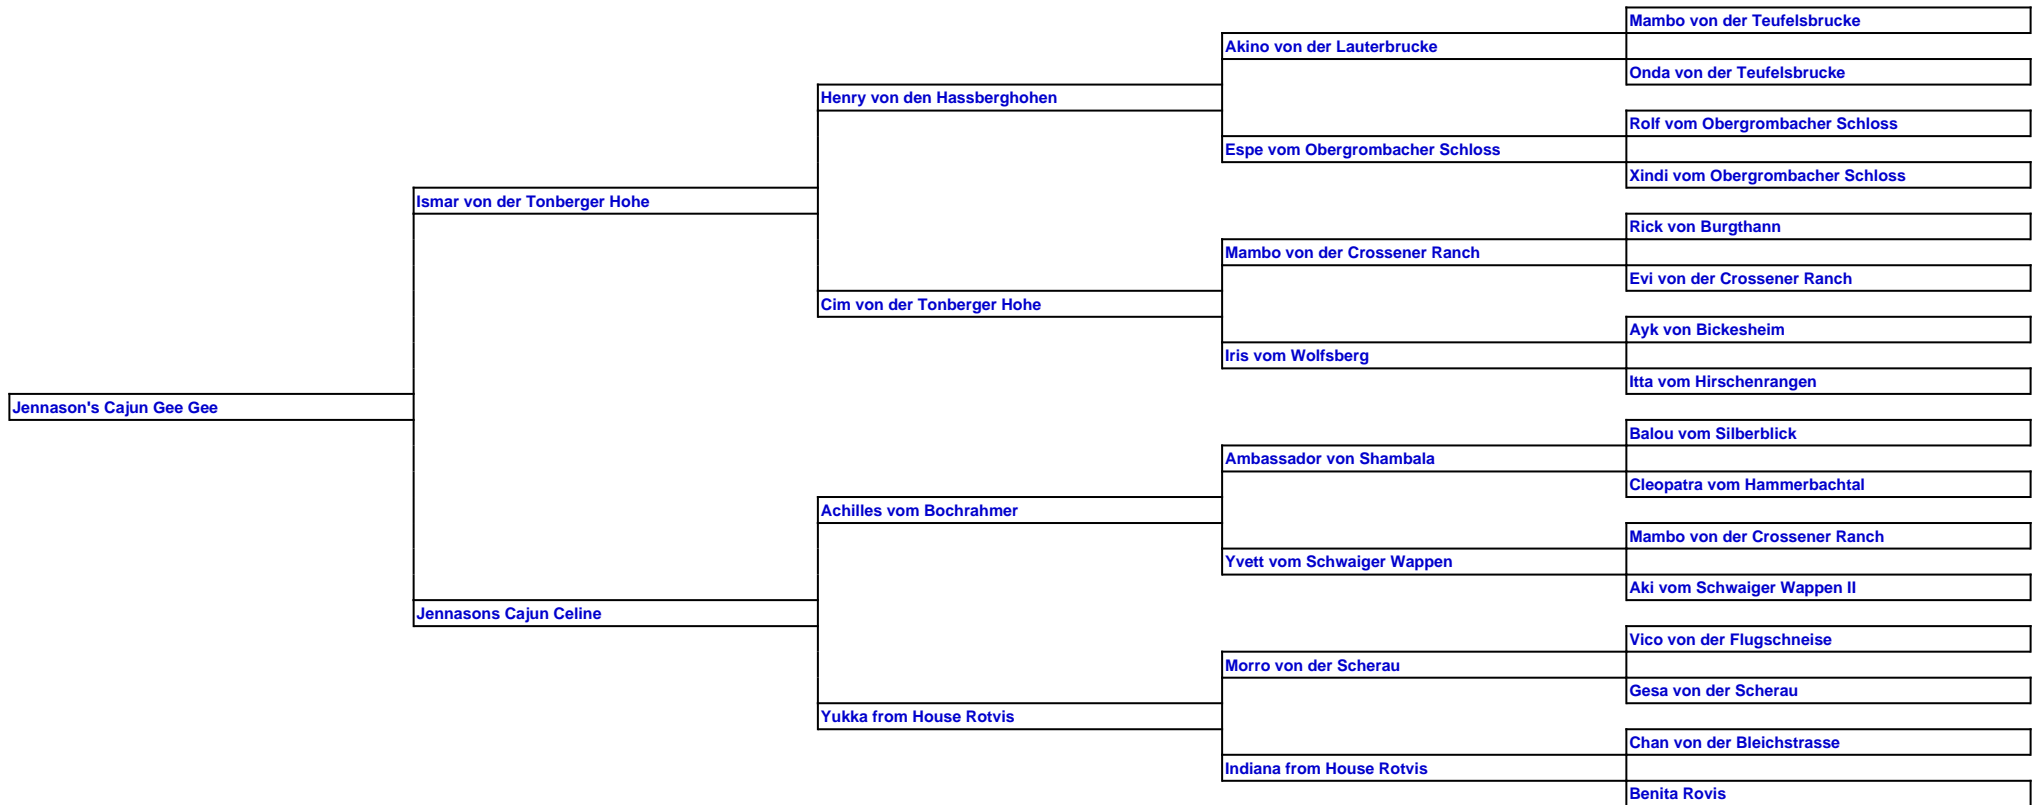 Mambo von der Teufelsbrucke
Akino von der Lauterbrucke
Onda von der Teufelsbrucke
Henry von den Hassberghohen
Rolf vom Obergrombacher Schloss
Espe vom Obergrombacher Schloss
Xindi vom Obergrombacher Schloss
Ismar von der Tonberger Hohe
Rick von Burgthann
Mambo von der Crossener Ranch
Evi von der Crossener Ranch
Cim von der Tonberger Hohe
Ayk von Bickesheim
Iris vom Wolfsberg
Itta vom Hirschenrangen
Jennason's Cajun Gee Gee
Balou vom Silberblick
Ambassador von Shambala
Cleopatra vom Hammerbachtal
Achilles vom Bochrahmer
Mambo von der Crossener Ranch
Yvett vom Schwaiger Wappen
Aki vom Schwaiger Wappen II
Jennasons Cajun Celine
Vico von der Flugschneise
Morro von der Scherau
Gesa von der Scherau
Yukka from House Rotvis
Chan von der Bleichstrasse
Indiana from House Rotvis
Benita Rovis